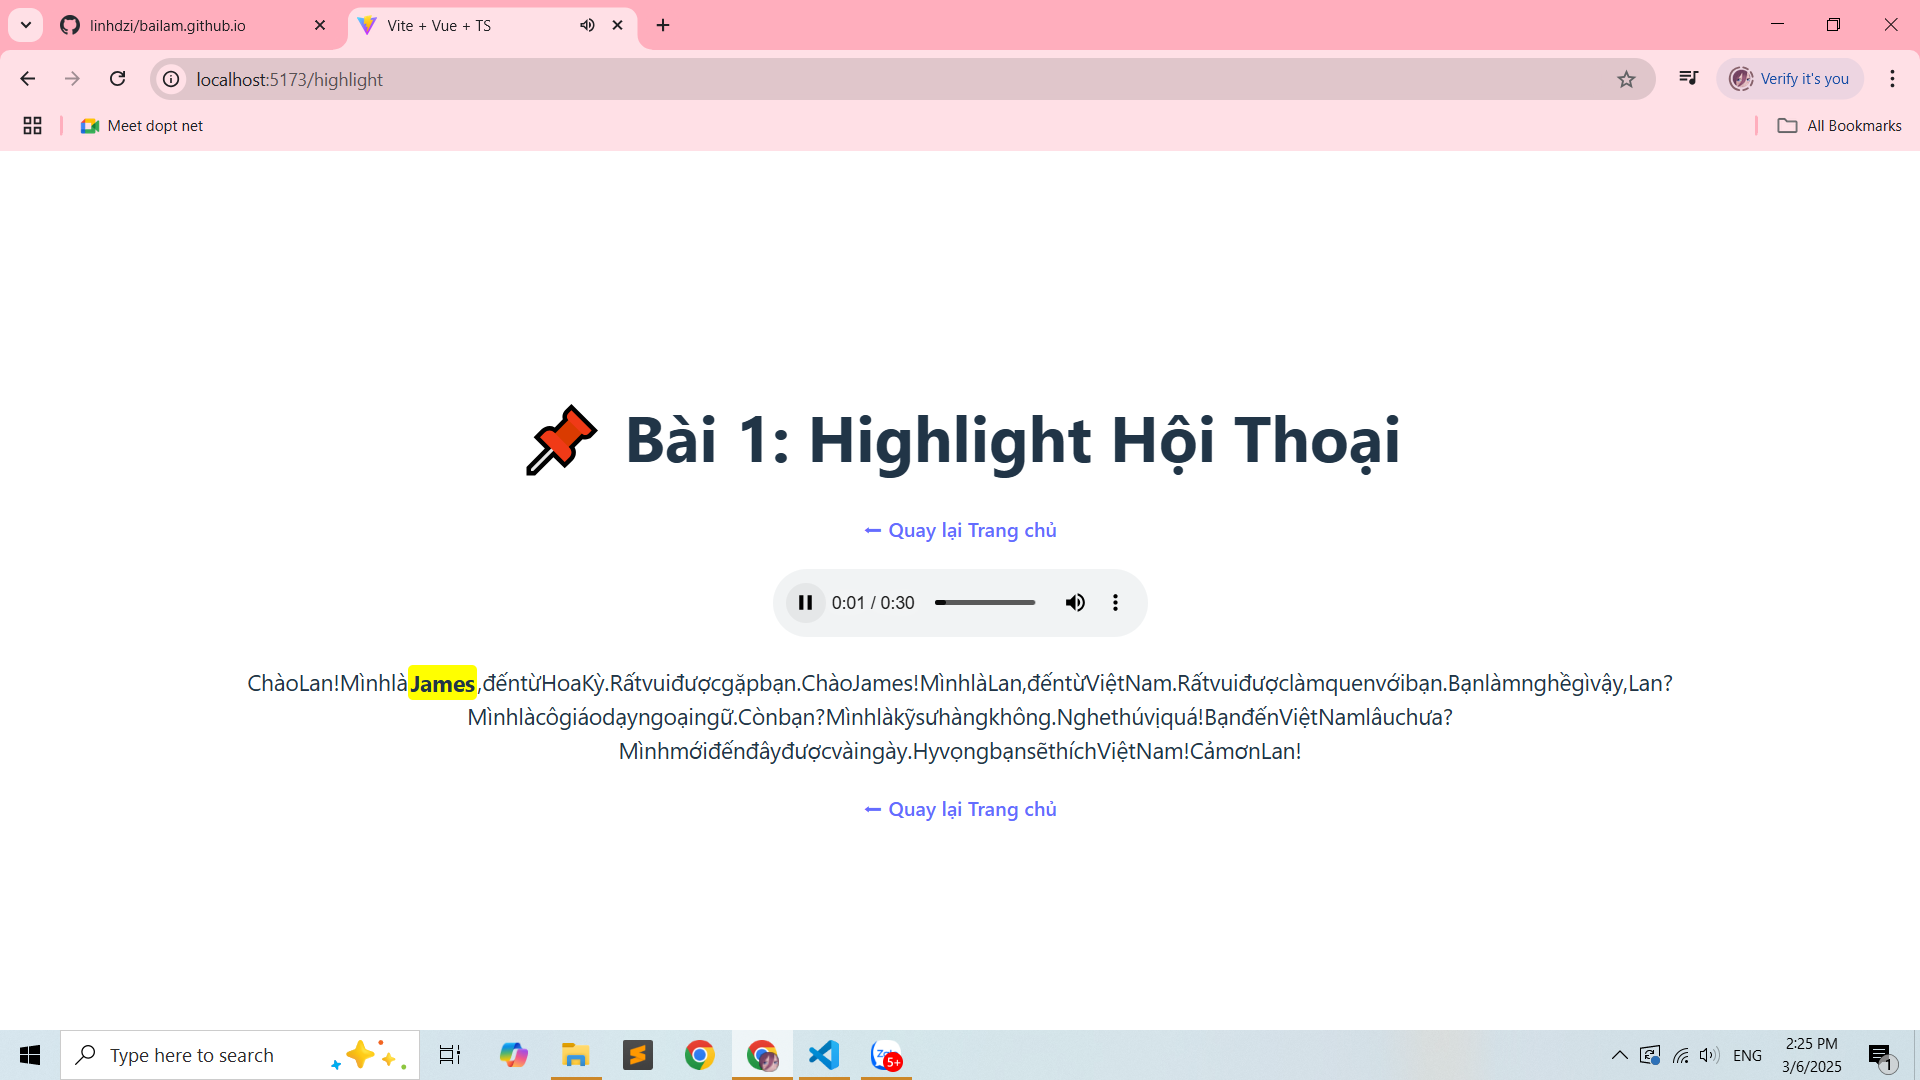 linhdzi/bailam.github.io
Vite + Vue + TS
localhost:5173/highlight
Verify it's you
Meet dopt net
All Bookmarks
Bài 1: Highlight Hội Thoại
← Quay lại Trang chủ
0:01 / 0:30
ChàoLan!MìnhlàJames,đếntừHoaKỳ.Rấtvuiđượcgặpbạn.ChàoJames!MìnhlàLan,đếntừViệtNam.Rấtvuiđượclàmquenvớibạn.Bạnlàmnghềgìvậy,Lan?
Mìnhlàcôgiáodạyngoạingữ.Cònbạn?Mìnhlàkỹsưhàngkhông.Nghethúvịquá!BạnđếnViệtNamlâuchưa?
Mìnhmớiđếnđâyđượcvàingày.HyvọngbạnsẽthíchViệtNam!CảmơnLan!
← Quay lại Trang chủ
Type here to search
Zalo
5+
ENG
2:25 PM
3/6/2025
1